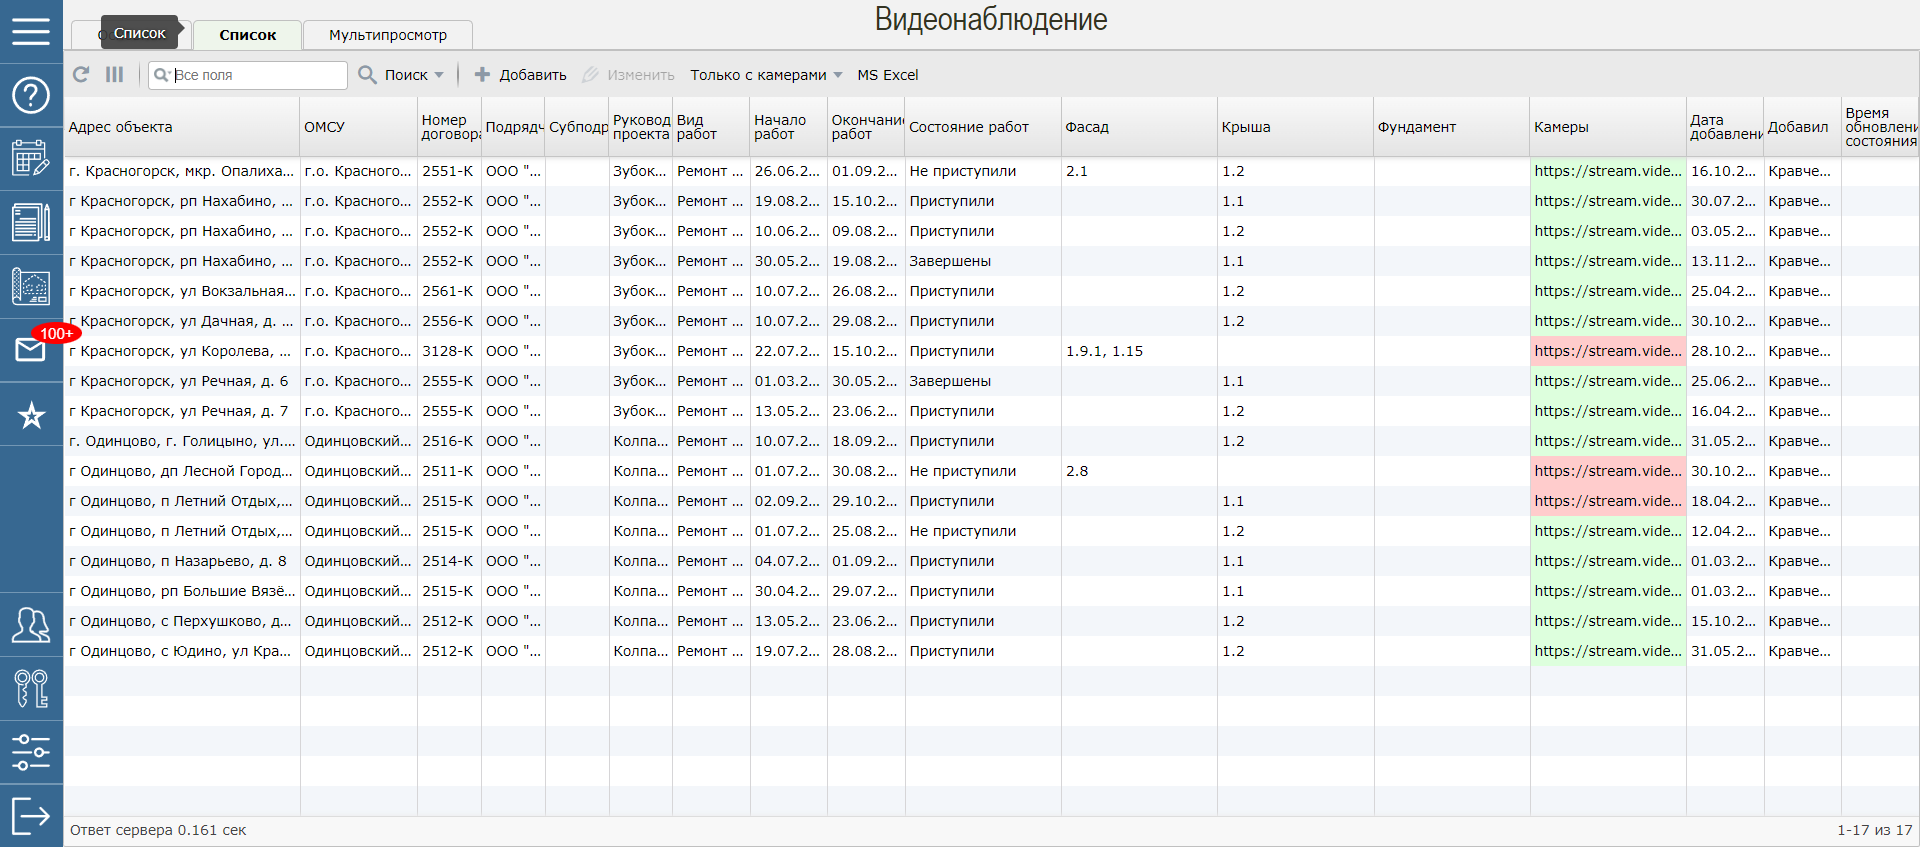 Видеонаблюдение
Список
Список
Мультипросмотр
Все поля
Поиск
Добавить
Изменить
Только с камерами
MS Excel
Адрес объекта ОМСУ Номер договора Подрядч Субподр Руковод проекта Вид работ Начало работ Окончание работ Состояние работ Фасад Крыша Фундамент Камеры Дата добавлени Добавил Время обновлени состояния
г. Красногорск, мкр. Опалиха... г.о. Красного... 2551-К ООО "... Зубок... Ремонт ... 26.06.2... 01.09.2... Не приступили 2.1 1.2 https://stream.vide... 16.10.2... Кравче...
г Красногорск, рп Нахабино, ... г.о. Красного... 2552-К ООО "... Зубок... Ремонт ... 19.08.2... 15.10.2... Приступили 1.1 https://stream.vide... 30.07.2... Кравче...
г Красногорск, рп Нахабино, ... г.о. Красного... 2552-К ООО "... Зубок... Ремонт ... 10.06.2... 09.08.2... Приступили 1.2 https://stream.vide... 03.05.2... Кравче...
г Красногорск, рп Нахабино, ... г.о. Красного... 2552-К ООО "... Зубок... Ремонт ... 30.05.2... 19.08.2... Завершены 1.1 https://stream.vide... 13.11.2... Кравче...
г Красногорск, ул Вокзальная... г.о. Красного... 2561-К ООО "... Зубок... Ремонт ... 10.07.2... 26.08.2... Приступили 1.2 https://stream.vide... 25.04.2... Кравче...
г Красногорск, ул Дачная, д. ... г.о. Красного... 2556-К ООО "... Зубок... Ремонт ... 10.07.2... 29.08.2... Приступили 1.2 https://stream.vide... 30.10.2... Кравче...
100+
г Красногорск, ул Королева, ... г.о. Красного... 3128-К ООО "... Зубок... Ремонт ... 22.07.2... 15.10.2... Приступили 1.9.1, 1.15 https://stream.vide... 28.10.2... Кравче...
г Красногорск, ул Речная, д. 6 г.о. Красного... 2555-К ООО "... Зубок... Ремонт ... 01.03.2... 30.05.2... Завершены 1.1 https://stream.vide... 25.06.2... Кравче...
г Красногорск, ул Речная, д. 7 г.о. Красного... 2555-К ООО "... Зубок... Ремонт ... 13.05.2... 23.06.2... Приступили 1.2 https://stream.vide... 16.04.2... Кравче...
г. Одинцово, г. Голицыно, ул.... Одинцовский... 2516-К ООО "... Колпа... Ремонт ... 10.07.2... 18.09.2... Приступили 1.2 https://stream.vide... 31.05.2... Кравче...
г Одинцово, дп Лесной Город... Одинцовский... 2511-К ООО "... Колпа... Ремонт ... 01.07.2... 30.08.2... Не приступили 2.8 https://stream.vide... 30.10.2... Кравче...
г Одинцово, п Летний Отдых,... Одинцовский... 2515-К ООО "... Колпа... Ремонт ... 02.09.2... 29.10.2... Приступили 1.1 https://stream.vide... 18.04.2... Кравче...
г Одинцово, п Летний Отдых,... Одинцовский... 2515-К ООО "... Колпа... Ремонт ... 01.07.2... 25.08.2... Не приступили 1.2 https://stream.vide... 12.04.2... Кравче...
г Одинцово, п Назарьево, д. 8 Одинцовский... 2514-К ООО "... Колпа... Ремонт ... 04.07.2... 01.09.2... Приступили 1.1 https://stream.vide... 01.03.2... Кравче...
г Одинцово, рп Большие Вязё... Одинцовский... 2515-К ООО "... Колпа... Ремонт ... 30.04.2... 29.07.2... Приступили 1.1 https://stream.vide... 01.03.2... Кравче...
г Одинцово, с Перхушково, д... Одинцовский... 2512-К ООО "... Колпа... Ремонт ... 13.05.2... 23.06.2... Приступили 1.2 https://stream.vide... 15.10.2... Кравче...
г Одинцово, с Юдино, ул Кра... Одинцовский... 2512-К ООО "... Колпа... Ремонт ... 19.07.2... 28.08.2... Приступили 1.2 https://stream.vide... 31.05.2... Кравче...
Ответ сервера 0.161 сек
1-17 из 17